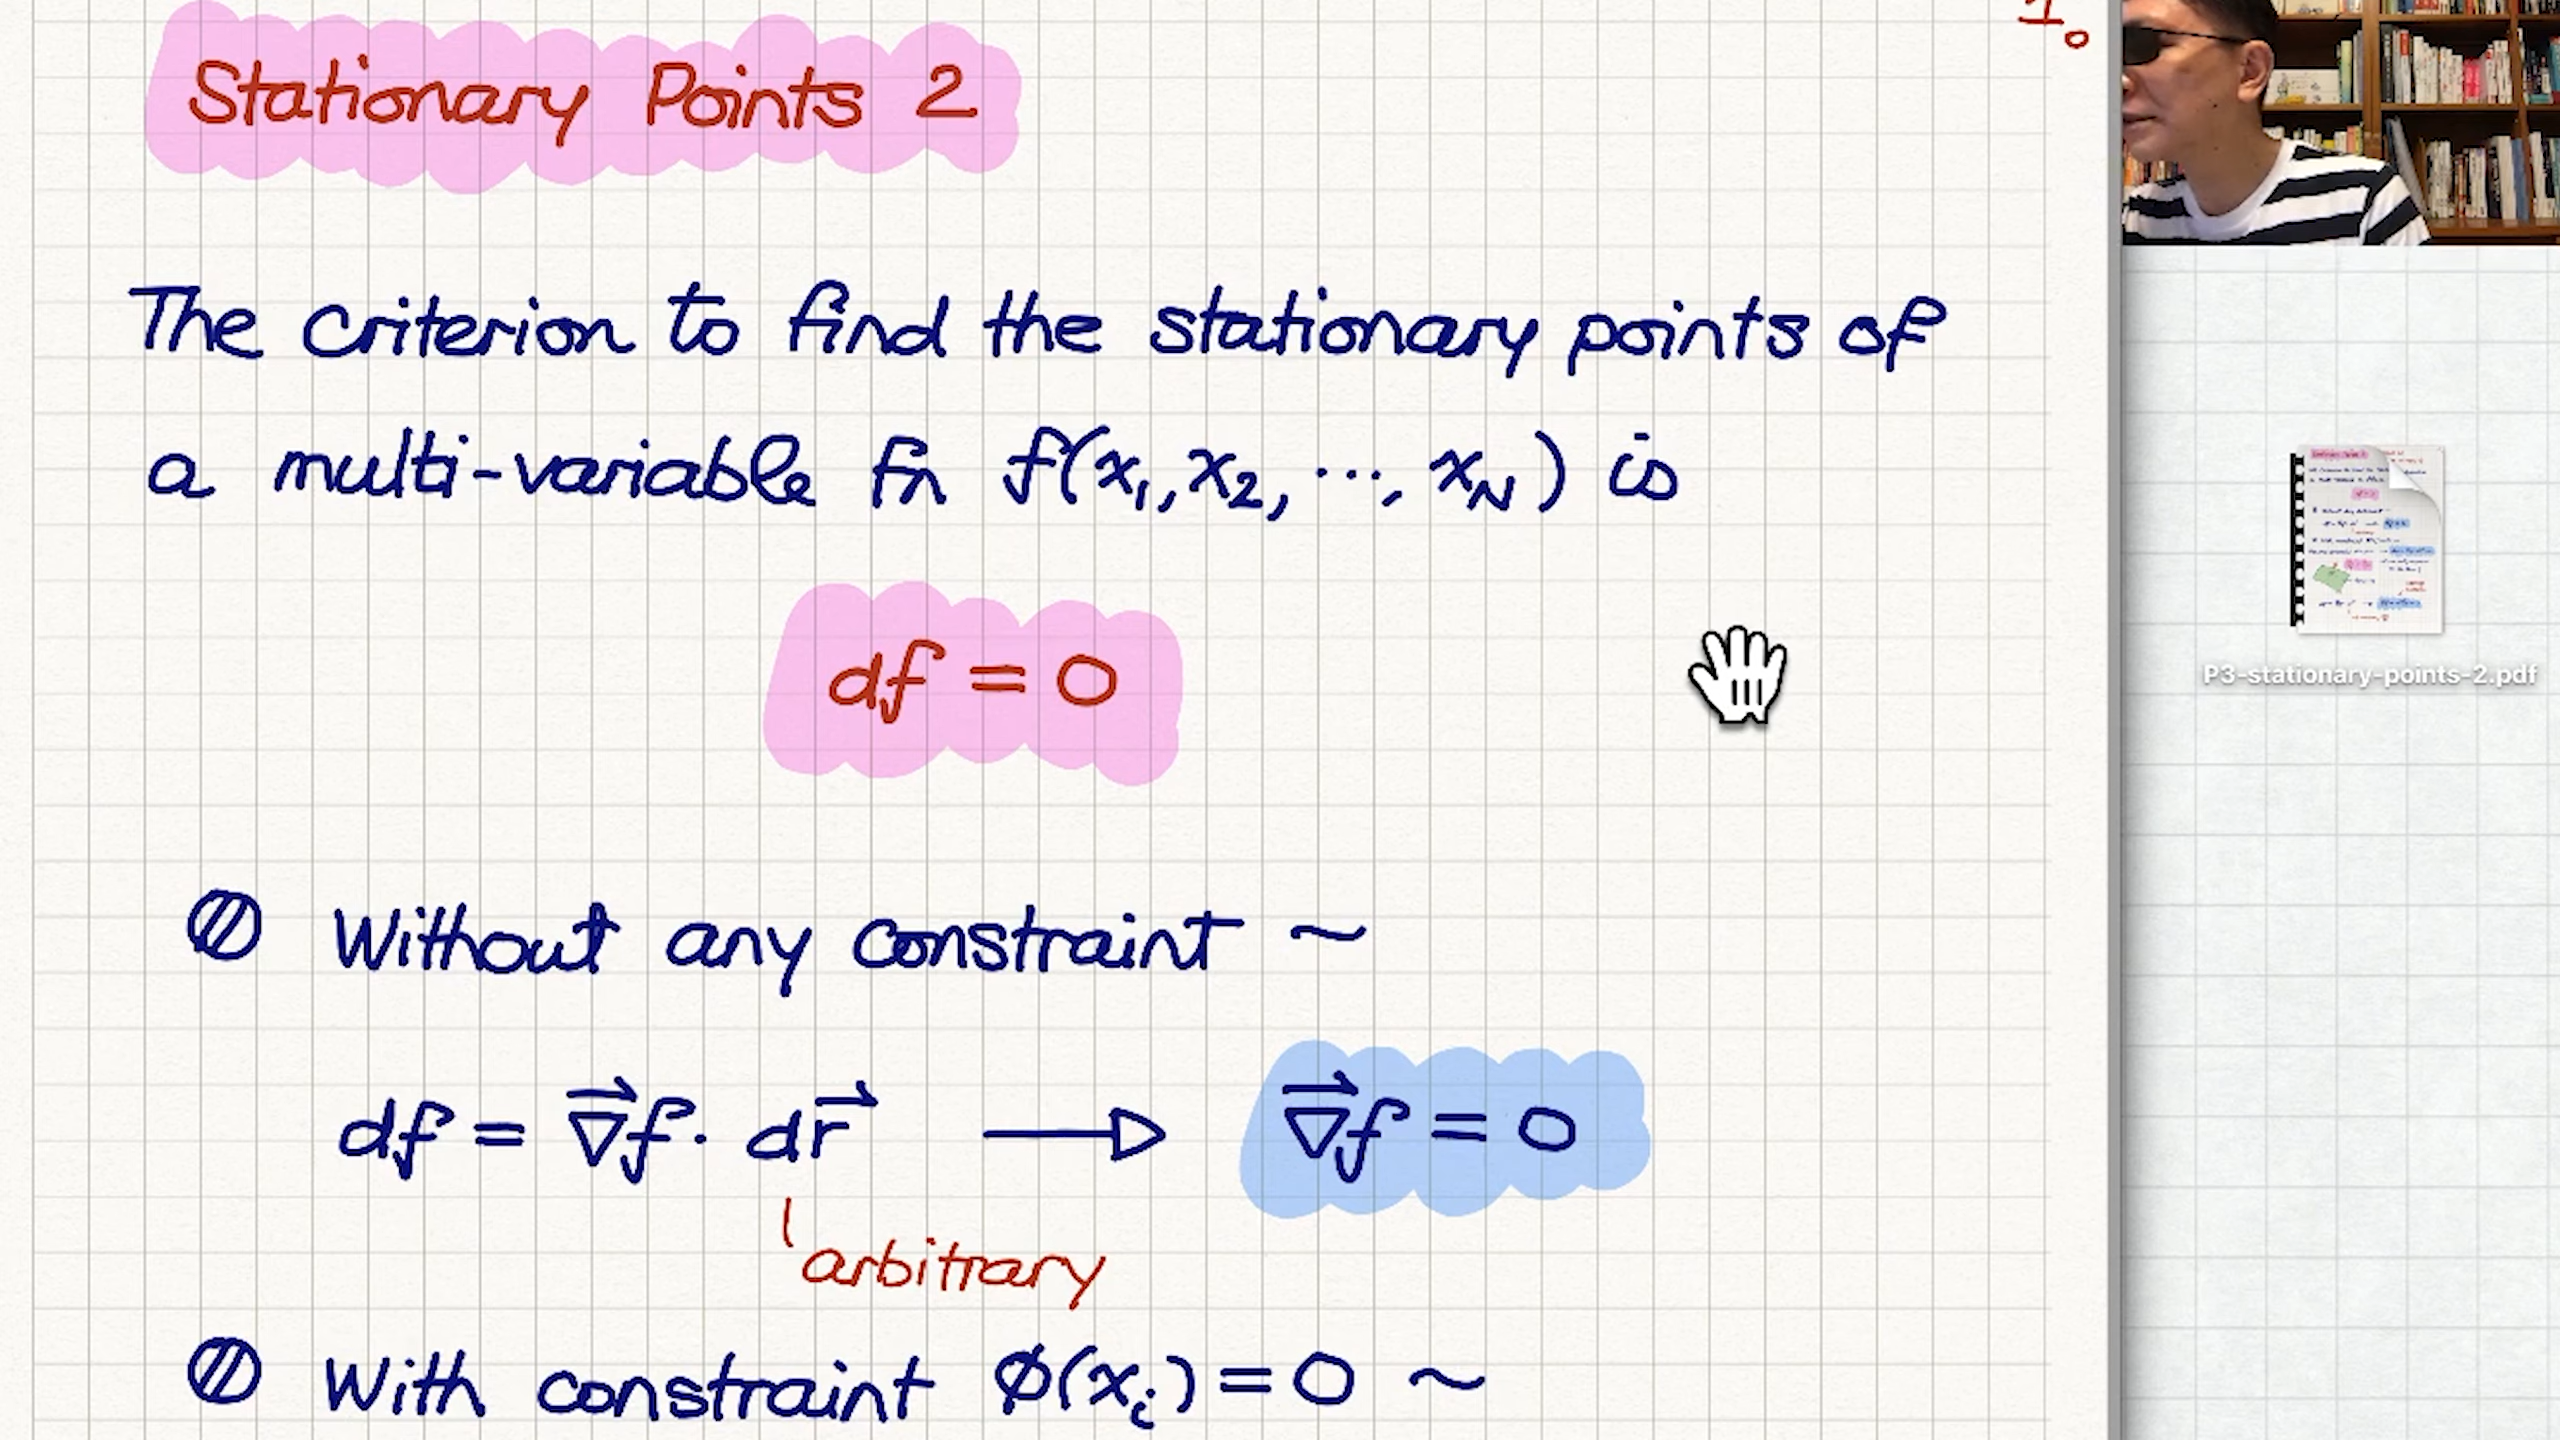 Stationary Points 2
The criterion to find the stationary points of
a multi-variable fn f(x₁, x₂, ..., x_N) is
df = 0
Without any constraint ~
df = ∇⃗f · dr⃗ → ∇⃗f = 0
arbitrary
With constraint ϕ(xᵢ) = 0 ~
P3-stationary-points-2.pdf